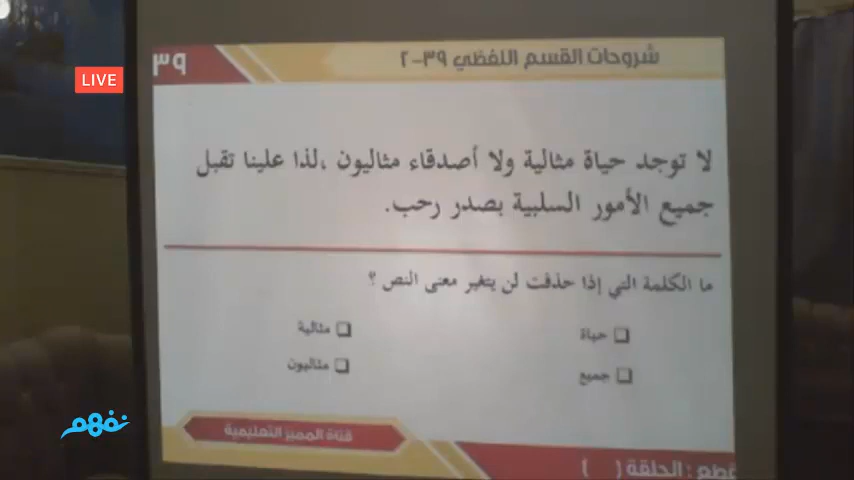 LIVE
شروحات القسم اللفظي ٣٩-٢
٣٩
لا توجد حياة مثالية ولا أصدقاء مثاليون ،لذا علينا تقبل
جميع الأمور السلبية بصدر رحب.
ما الكلمة التي إذا حذفت لن يتغير معنى النص ؟
حياة
مثالية
جميع
مثاليون
قناة المميز التعليمية
قطع : الحلقة ( )
نفهم